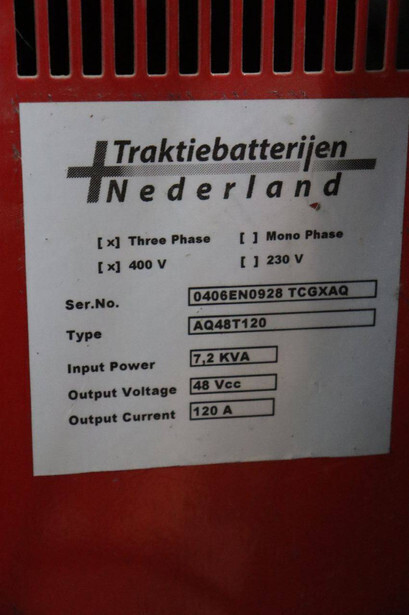 Traktiebatterijen
Nederland
[x] Three Phase [ ] Mono Phase
[x] 400 V [ ] 230 V
Ser.No. 0406EN0928 TCGXAQ
Type AQ48T120
Input Power 7,2 KVA
Output Voltage 48 Vcc
Output Current 120 A